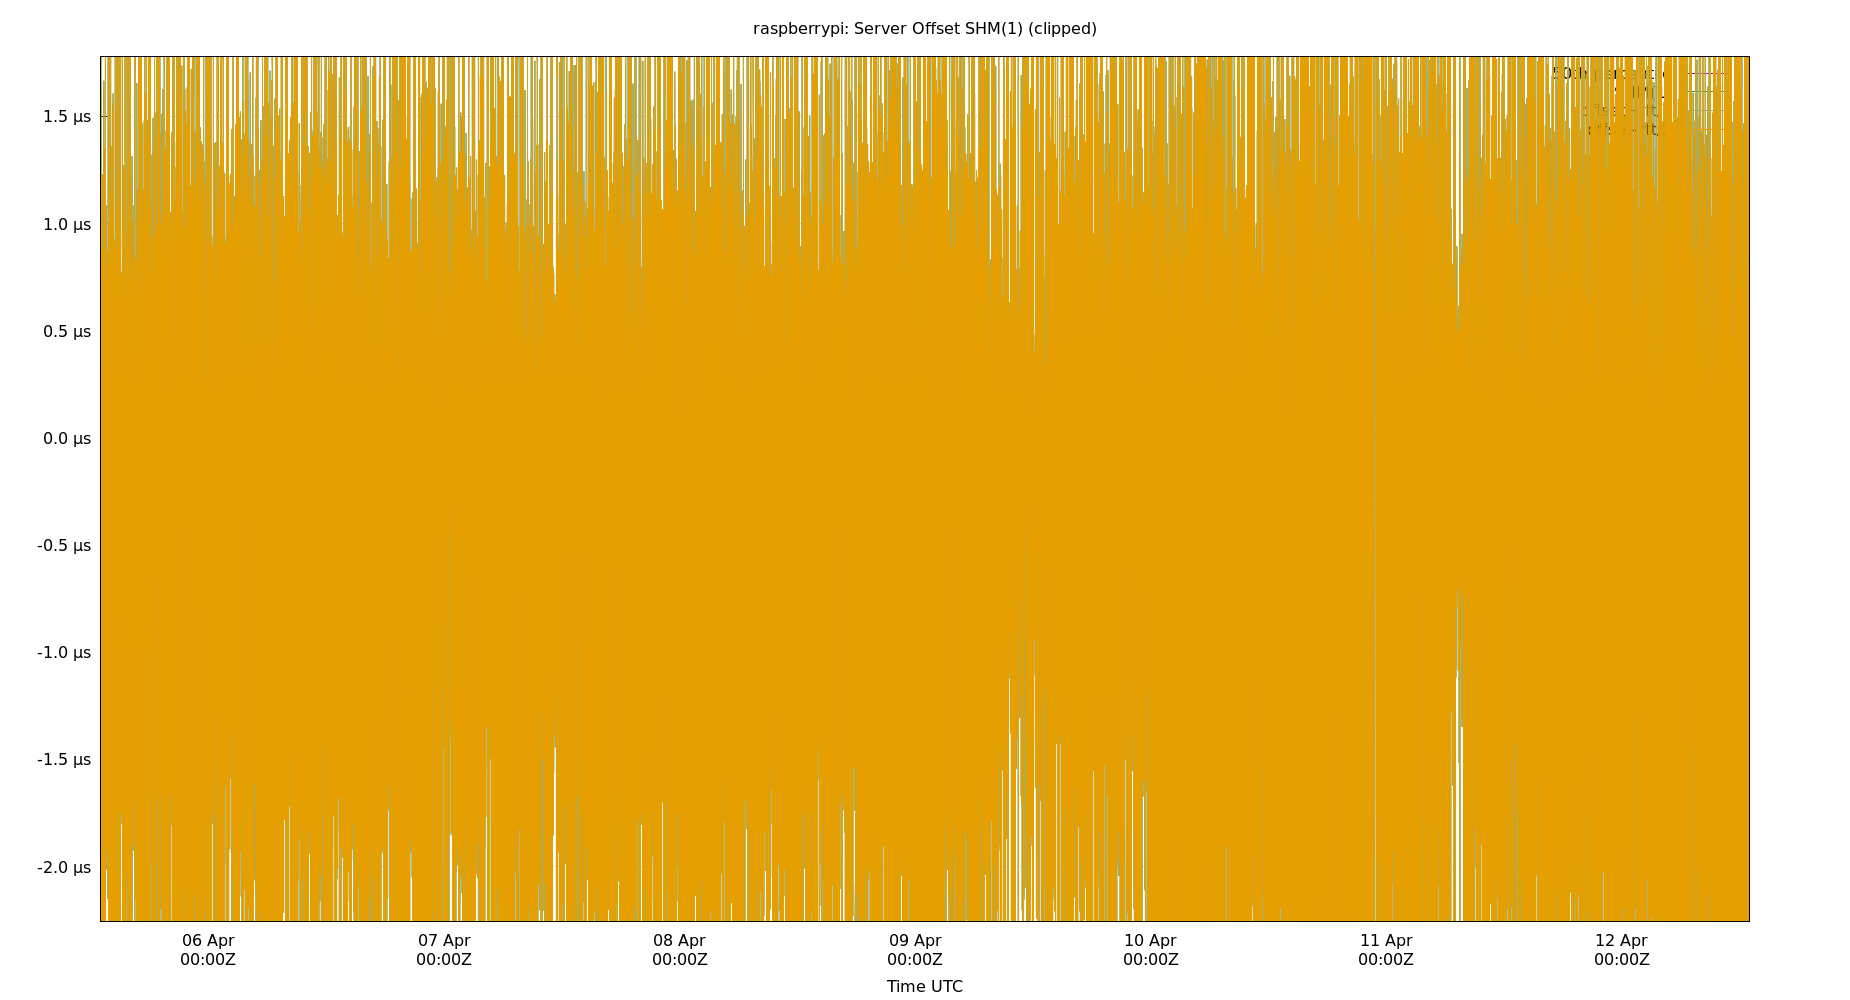 raspberrypi: Server Offset SHM(1) (clipped)
1.5 µs
1.0 µs
0.5 µs
0.0 µs
-0.5 µs
-1.0 µs
-1.5 µs
-2.0 µs
06 Apr
00:00Z
07 Apr
00:00Z
08 Apr
00:00Z
09 Apr
00:00Z
10 Apr
00:00Z
11 Apr
00:00Z
12 Apr
00:00Z
Time UTC